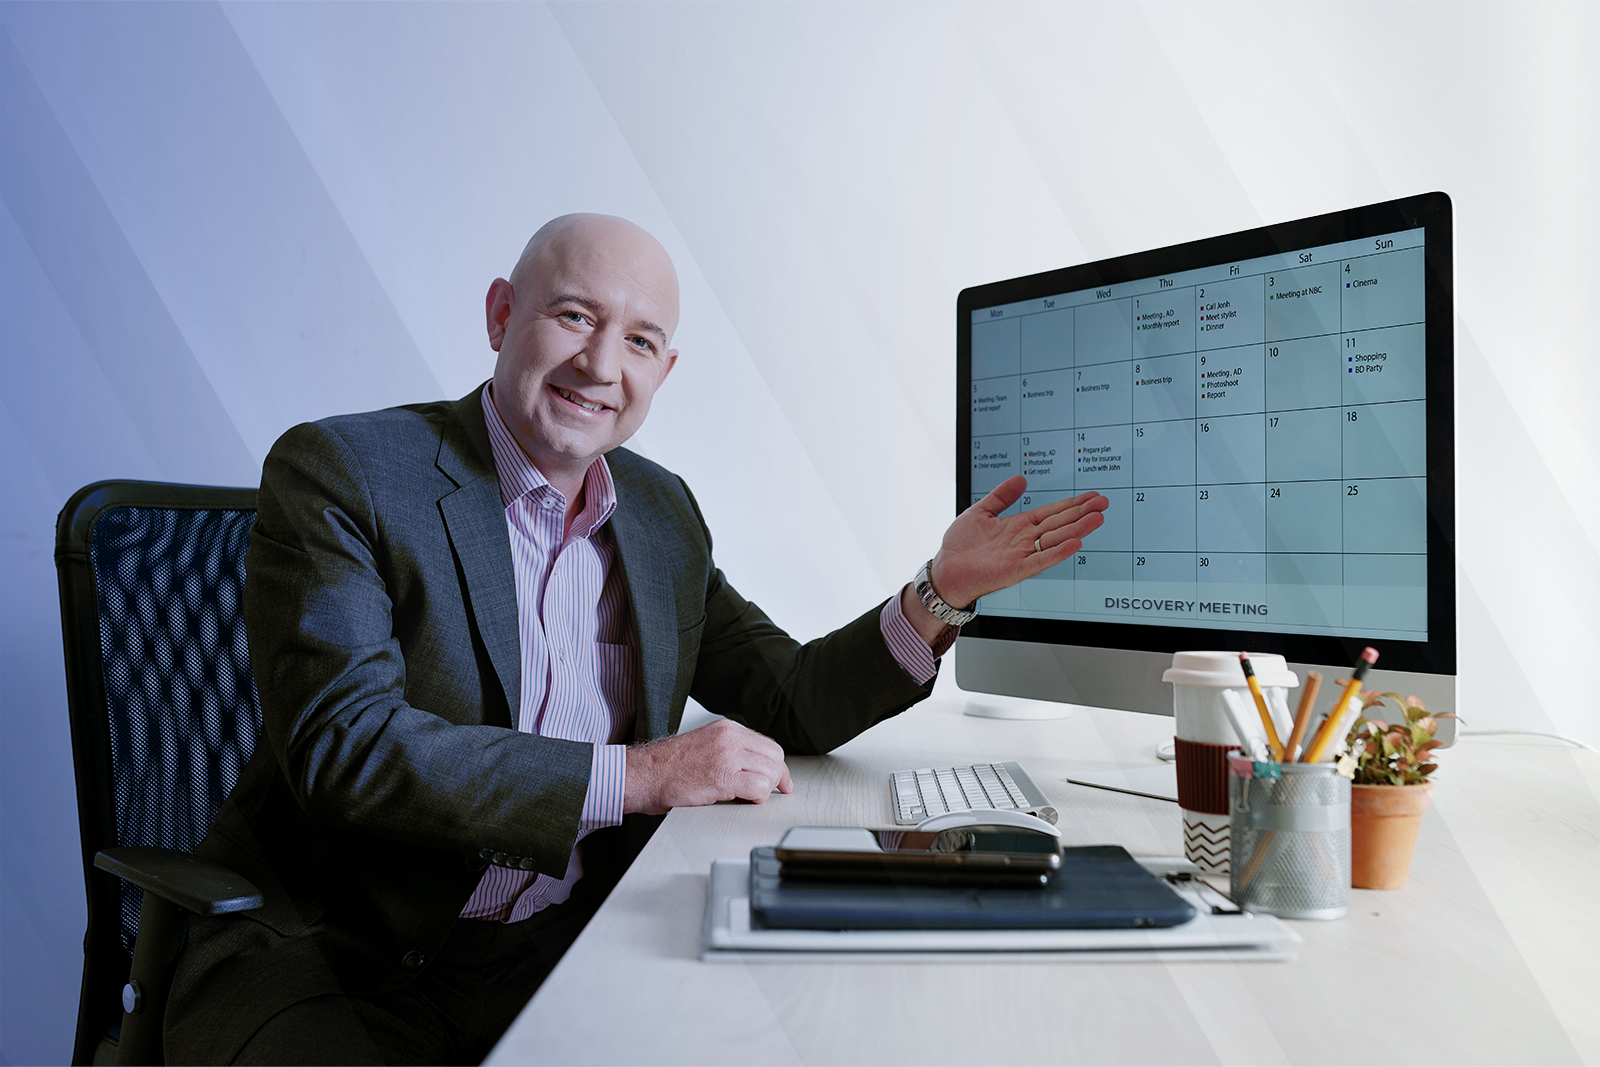 Mon Tue Wed Thu Fri Sat Sun
1
Meeting , AD
Monthly report
2
Call Jonh
Meet stylist
Dinner
3
Meeting at NBC
4
Cinema
5
Meeting Team
Send report
6
Business trip
7
Business trip
8
Business trip
9
Meeting , AD
Photoshoot
Report
10
11
Shopping
BD Party
12
Coffe with Paul
Order equipment
13
Meeting , AD
Photoshoot
Get report
14
Prepare plan
Pay for insurance
Lunch with John
15
16
17
18
20
22
23
24
25
28
29
30
DISCOVERY MEETING